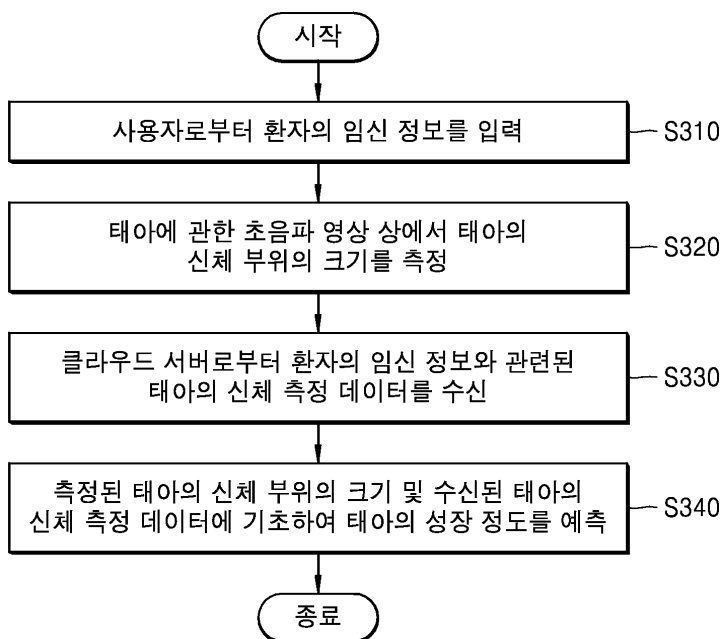 시작
사용자로부터 환자의 임신 정보를 입력
S310
태아에 관한 초음파 영상 상에서 태아의
신체 부위의 크기를 측정
S320
클라우드 서버로부터 환자의 임신 정보와 관련된
태아의 신체 측정 데이터를 수신
S330
측정된 태아의 신체 부위의 크기 및 수신된 태아의
신체 측정 데이터에 기초하여 태아의 성장 정도를 예측
S340
종료